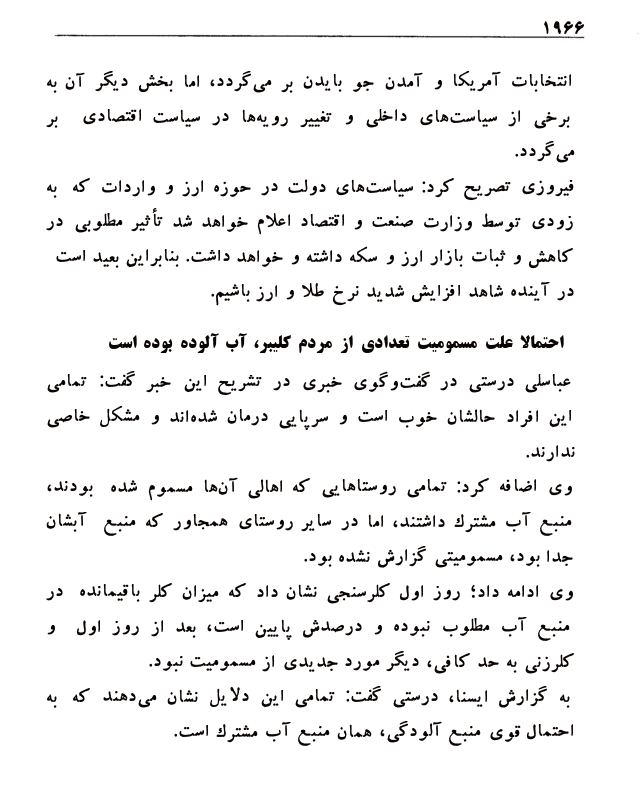 ۱۹۶۶
انتخابات آمریکا و آمدن جو بایدن بر می‌گردد، اما بخش دیگر آن به
برخی از سیاست‌های داخلی و تغییر رویه‌ها در سیاست اقتصادی بر
می‌گردد.
فیروزی تصریح کرد: سیاست‌های دولت در حوزه ارز و واردات که به
زودی توسط وزارت صنعت و اقتصاد اعلام خواهد شد تأثیر مطلوبی در
کاهش و ثبات بازار ارز و سکه داشته و خواهد داشت. بنابراین بعید است
در آینده شاهد افزایش شدید نرخ طلا و ارز باشیم.
احتمالا علت مسمومیت تعدادی از مردم کلیبر، آب آلوده بوده است
عباسلی درستی در گفت‌وگوی خبری در تشریح این خبر گفت: تمامی
این افراد حالشان خوب است و سرپایی درمان شده‌اند و مشکل خاصی
ندارند.
وی اضافه کرد: تمامی روستاهایی که اهالی آن‌ها مسموم شده بودند،
منبع آب مشترك داشتند، اما در سایر روستای همجاور که منبع آبشان
جدا بود، مسمومیتی گزارش نشده بود.
وی ادامه داد؛ روز اول کلرسنجی نشان داد که میزان کلر باقیمانده در
منبع آب مطلوب نبوده و درصدش پایین است، بعد از روز اول و
کلرزنی به حد کافی، دیگر مورد جدیدی از مسمومیت نبود.
به گزارش ایسنا، درستی گفت: تمامی این دلایل نشان می‌دهند که به
احتمال قوی منبع آلودگی، همان منبع آب مشترك است.